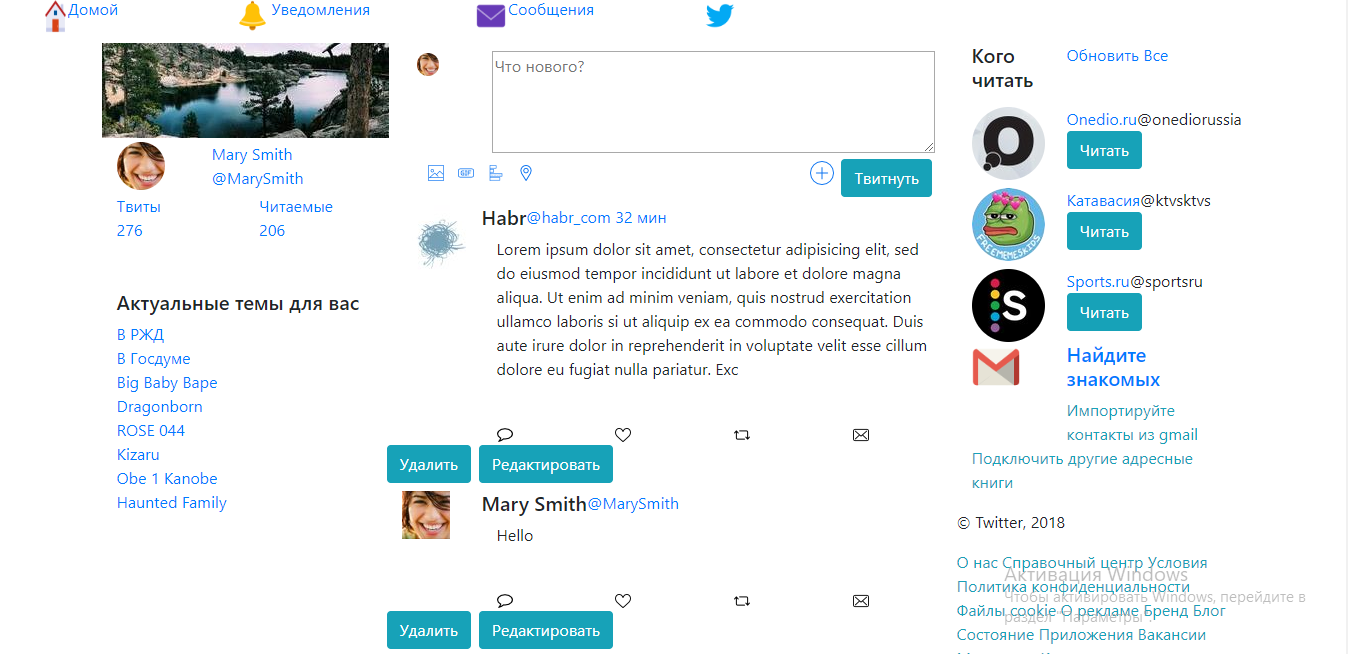 Домой
Уведомления
Сообщения
Mary Smith
@MarySmith
Твиты
276
Читаемые
206
Актуальные темы для вас
В РЖД
В Госдуме
Big Baby Bape
Dragonborn
ROSE 044
Kizaru
Obe 1 Kanobe
Haunted Family
Что нового?
GIF
Твитнуть
Habr@habr_com 32 мин
Lorem ipsum dolor sit amet, consectetur adipisicing elit, sed
do eiusmod tempor incididunt ut labore et dolore magna
aliqua. Ut enim ad minim veniam, quis nostrud exercitation
ullamco laboris si ut aliquip ex ea commodo consequat. Duis
aute irure dolor in reprehenderit in voluptate velit esse cillum
dolore eu fugiat nulla pariatur. Exc
Удалить
Редактировать
Mary Smith@MarySmith
Hello
Удалить
Редактировать
Кого
читать
Обновить Все
Onedio.ru@onediorussia
Читать
FREEMEMESKIDS
Катавасия@ktvsktvs
Читать
S
Sports.ru@sportsru
Читать
Найдите
знакомых
Импортируйте
контакты из gmail
Подключить другие адресные
книги
© Twitter, 2018
О нас Справочный центр Условия
Политика конфиденциальности
Файлы cookie О рекламе Бренд Блог
Состояние Приложения Вакансии
Активация Windows
Чтобы активировать Windows, перейдите в
раздел "Параметры".